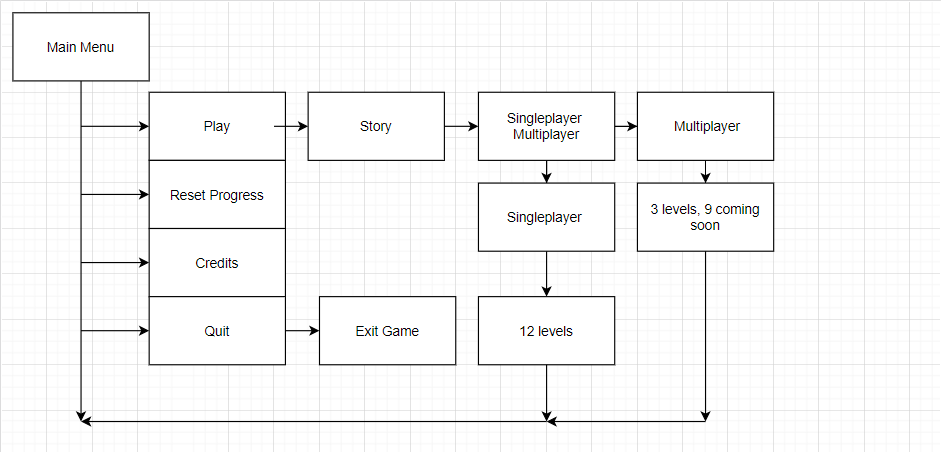 Main Menu
Play
Story
Singleplayer
Multiplayer
Multiplayer
Reset Progress
Singleplayer
3 levels, 9 coming
soon
Credits
Quit
Exit Game
12 levels